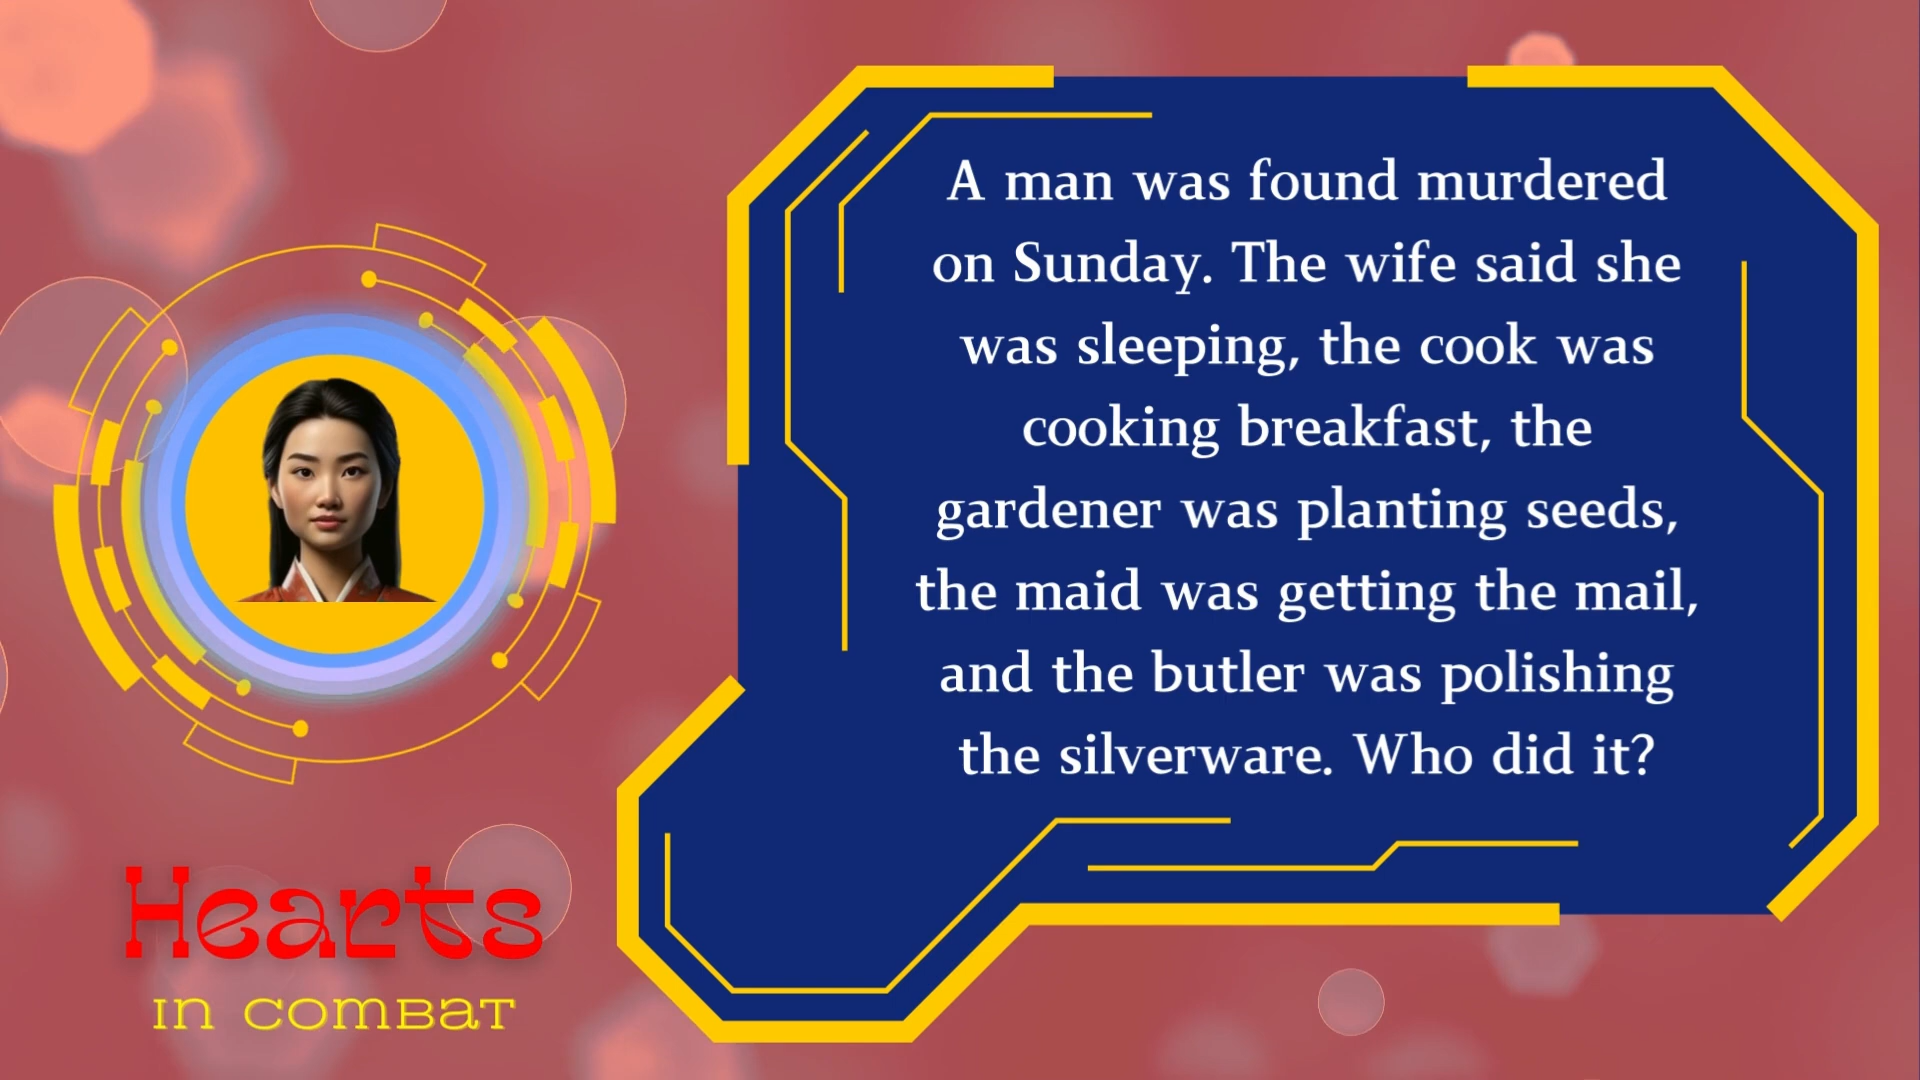 A man was found murdered
on Sunday. The wife said she
was sleeping, the cook was
cooking breakfast, the
gardener was planting seeds,
the maid was getting the mail,
and the butler was polishing
the silverware. Who did it?
Hearts
IN COMBAT